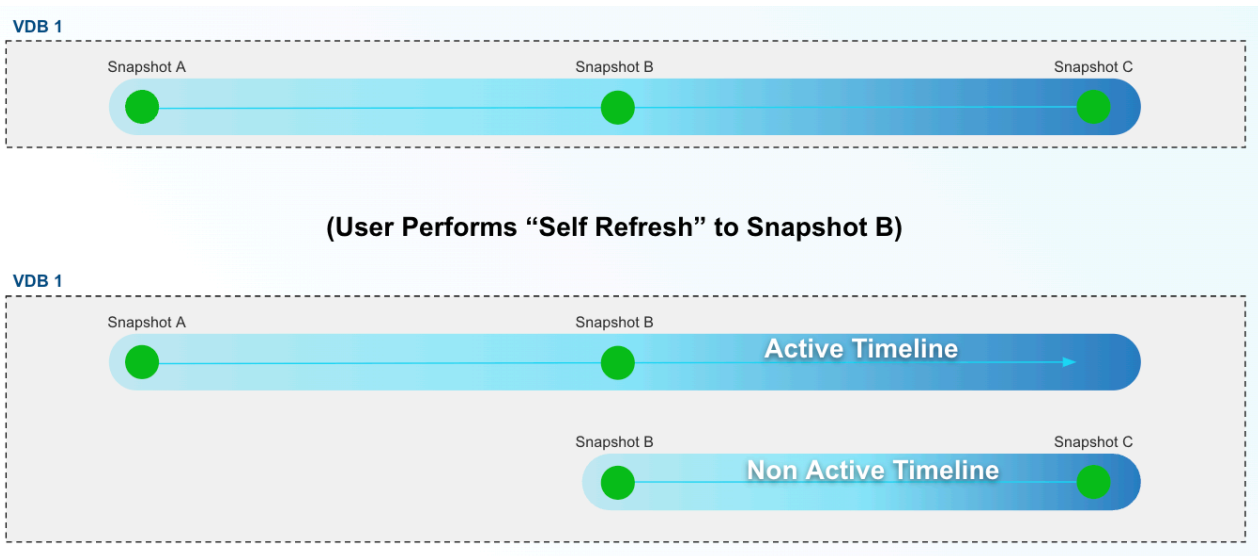 VDB 1
Snapshot A
Snapshot B
Snapshot C
(User Performs “Self Refresh” to Snapshot B)
VDB 1
Snapshot A
Snapshot B
Active Timeline
Snapshot B
Snapshot C
Non Active Timeline